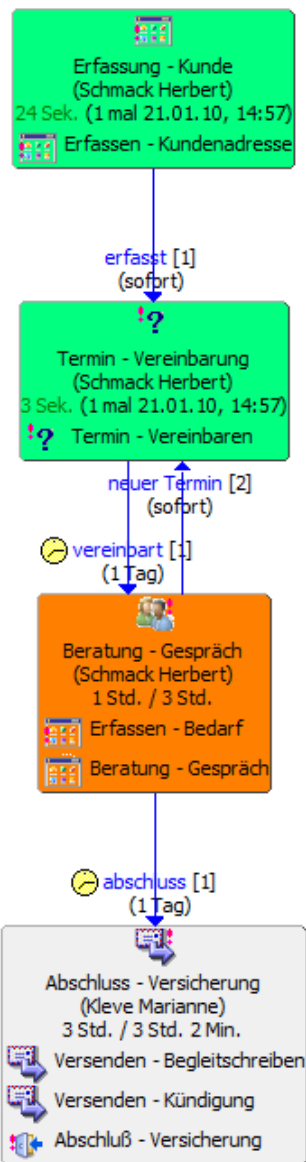 Erfassung - Kunde
(Schmack Herbert)
24 Sek. (1 mal 21.01.10, 14:57)
Erfassen - Kundenadresse
erfasst [1]
(sofort)
!?
Termin - Vereinbarung
(Schmack Herbert)
3 Sek. (1 mal 21.01.10, 14:57)
!? Termin - Vereinbaren
neuer Termin [2]
(sofort)
vereinbart [1]
(1 Tag)
Beratung - Gespräch
(Schmack Herbert)
1 Std. / 3 Std.
Erfassen - Bedarf
Beratung - Gespräch
abschluss [1]
(1 Tag)
Abschluss - Versicherung
(Kleve Marianne)
3 Std. / 3 Std. 2 Min.
Versenden - Begleitschreiben
Versenden - Kündigung
Abschluß - Versicherung